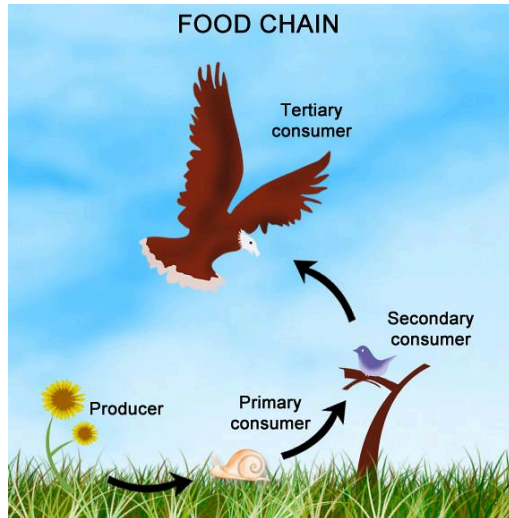 FOOD CHAIN
Tertiary
consumer
Secondary
consumer
Primary
consumer
Producer